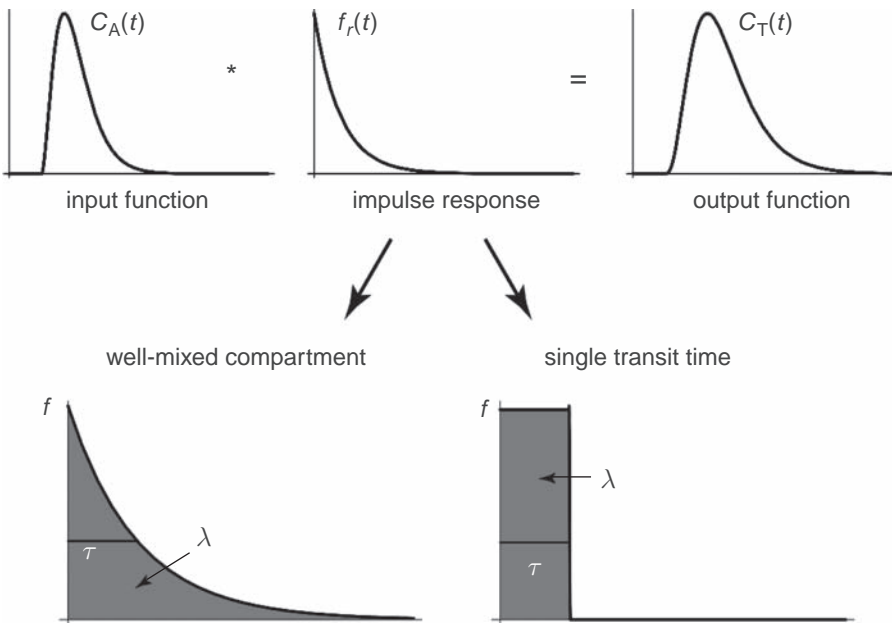 C_A(t) * f_r(t) = C_T(t)
input function impulse response output function
well-mixed compartment single transit time
f f
λ λ
τ τ